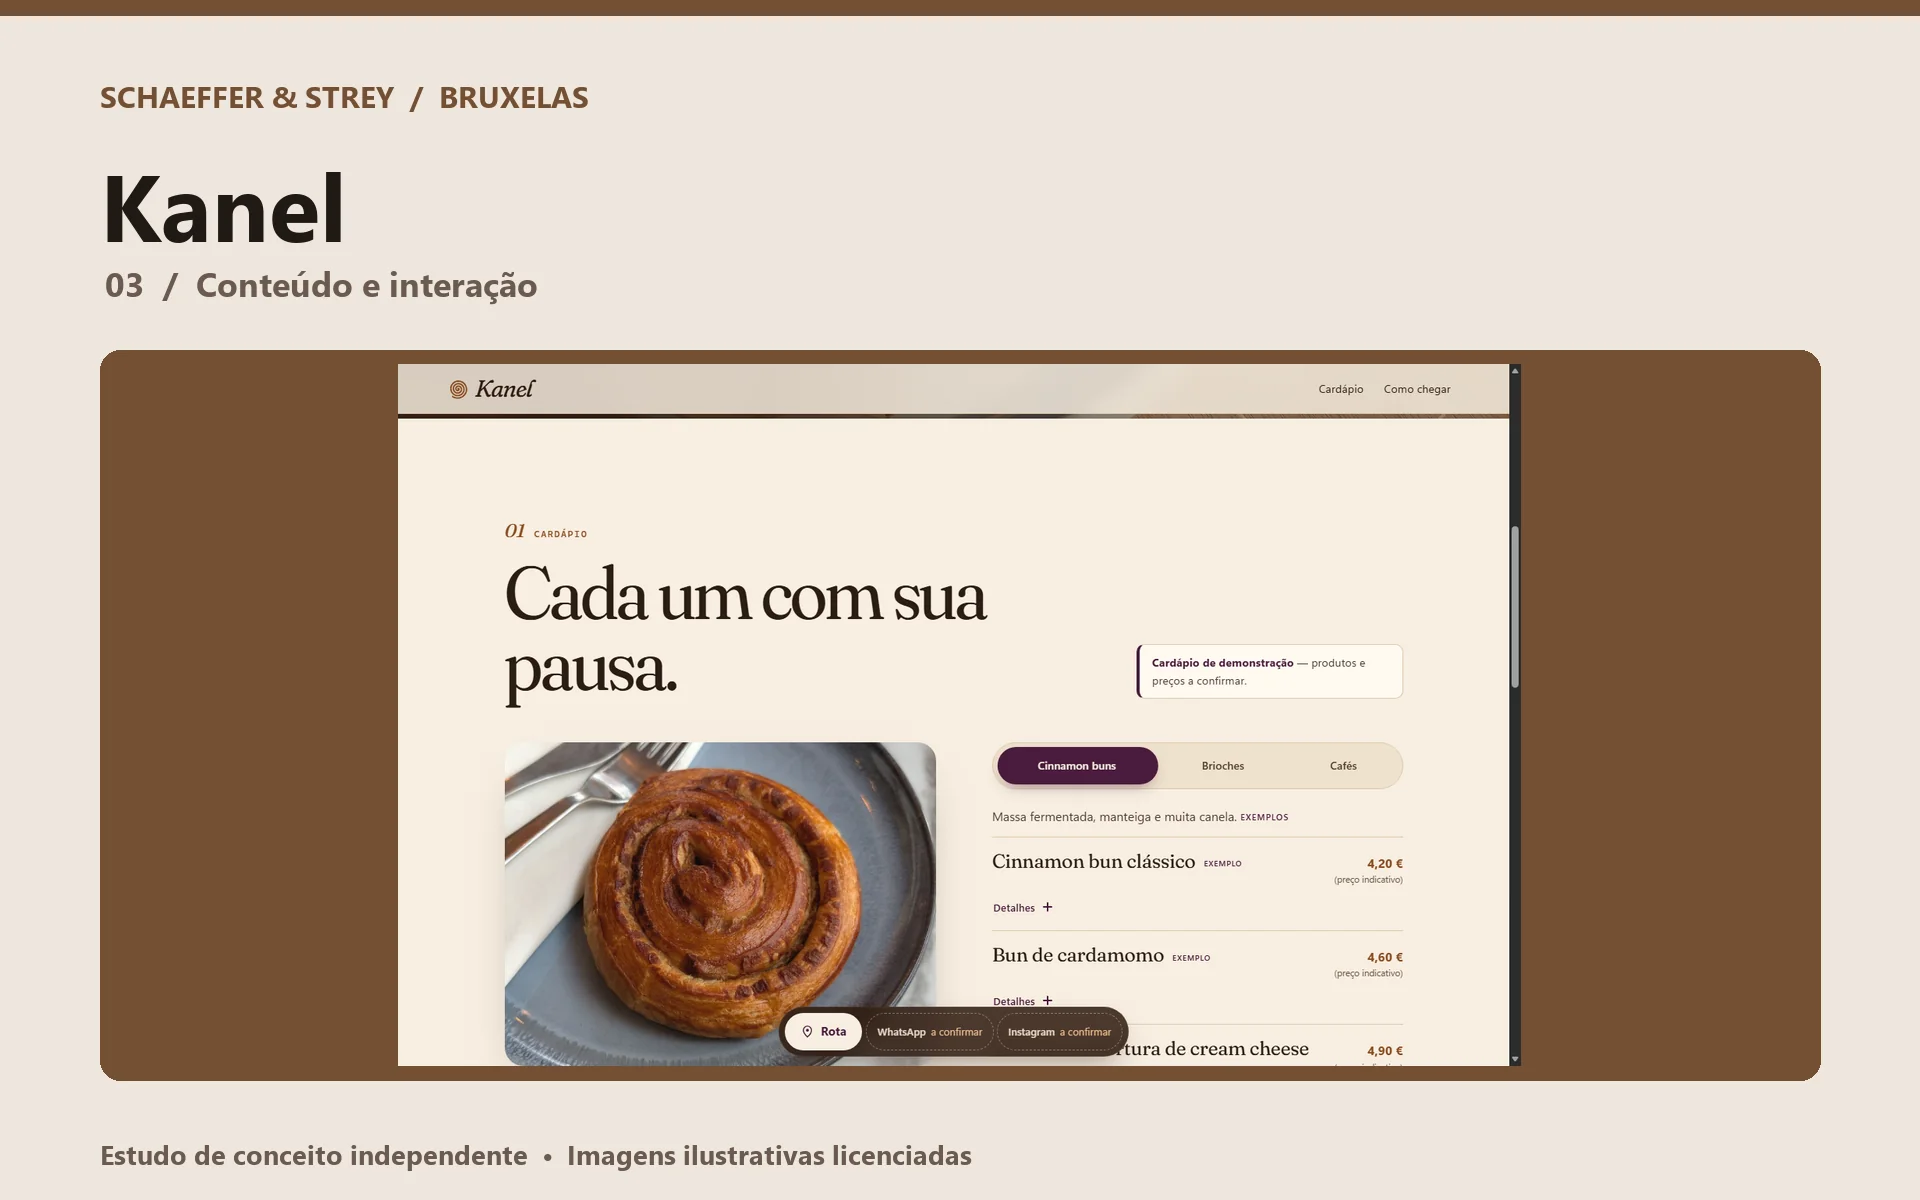 SCHAEFFER & STREY / BRUXELAS
Kanel
03 / Conteúdo e interação
Kanel
Cardápio Como chegar
01 CARDÁPIO
Cada um com sua
pausa.
Cardápio de demonstração — produtos e
preços a confirmar.
Cinnamon buns Brioches Cafés
Massa fermentada, manteiga e muita canela. EXEMPLOS
Cinnamon bun clássico EXEMPLO 4,20 €
(preço indicativo)
Detalhes +
Bun de cardamomo EXEMPLO 4,60 €
(preço indicativo)
Detalhes +
Rota WhatsApp a confirmar Instagram a confirmar
de cream cheese 4,90 €
Estudo de conceito independente • Imagens ilustrativas licenciadas